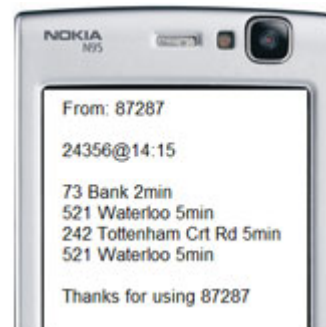 NOKIA
N95
From: 87287
24356@14:15
73 Bank 2min
521 Waterloo 5min
242 Tottenham Crt Rd 5min
521 Waterloo 5min
Thanks for using 87287